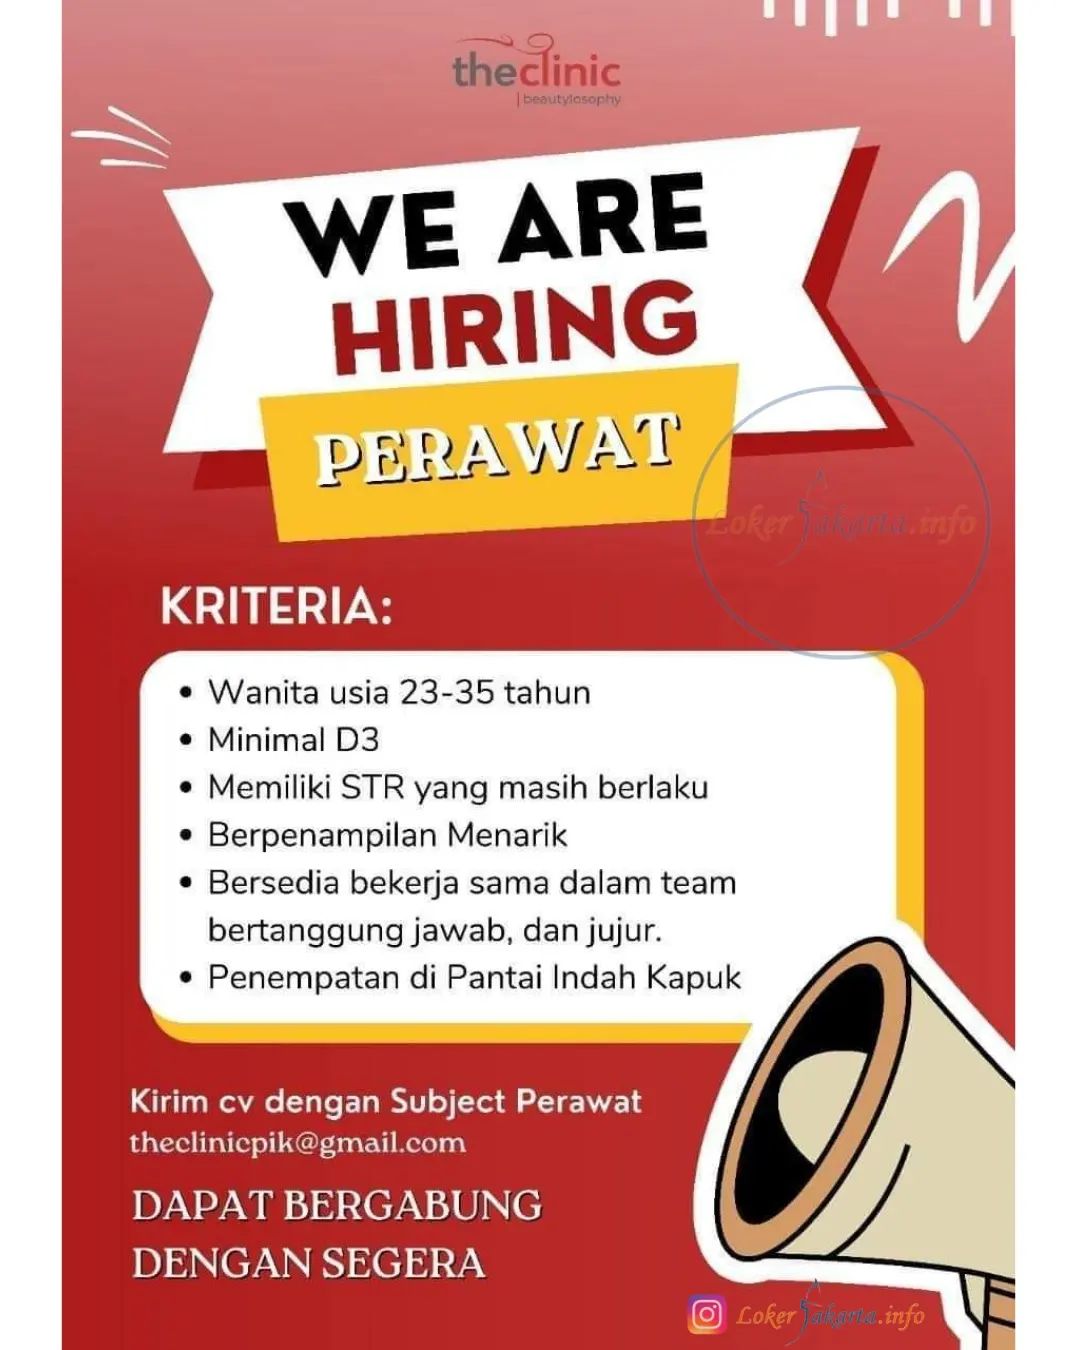 theclinic
| beautylosophy
WE ARE
HIRING
PERAWAT
Loker Jakarta.info
KRITERIA:
• Wanita usia 23-35 tahun
• Minimal D3
• Memiliki STR yang masih berlaku
• Berpenampilan Menarik
• Bersedia bekerja sama dalam team
bertanggung jawab, dan jujur.
• Penempatan di Pantai Indah Kapuk
Kirim cv dengan Subject Perawat
theclinicpik@gmail.com
DAPAT BERGABUNG
DENGAN SEGERA
Loker Jakarta.info